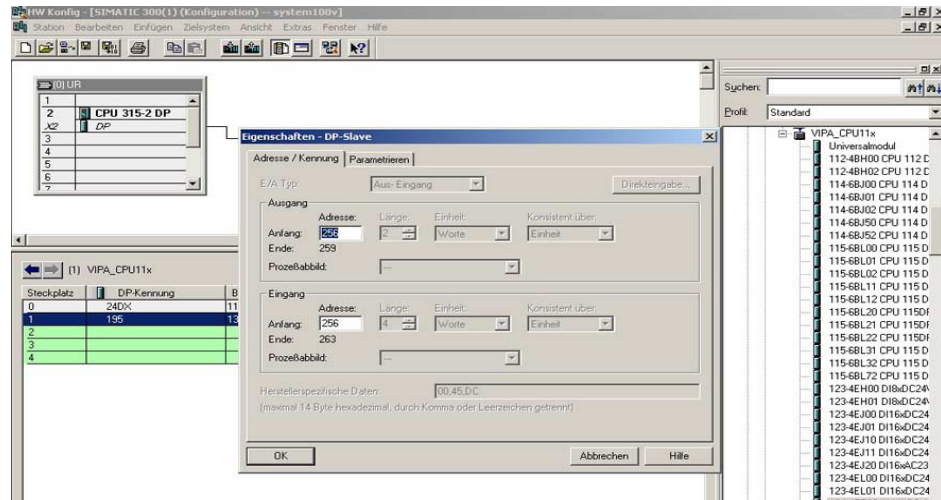 HW Konfig - [SIMATIC 300(1) (Konfiguration) -- system100v]
Station Bearbeiten Einfügen Zielsystem Ansicht Extras Fenster Hilfe
(0) UR
1
2 CPU 315-2 DP
X2 DP
3
4
5
6
7
(1) VIPA_CPU11x
Steckplatz DP-Kennung
0 24DX 11
1 195 13
2
3
4
Eigenschaften - DP-Slave
Adresse / Kennung Parametrieren
E/A Typ: Aus- Eingang Direkteingabe...
Ausgang
Adresse: Länge: Einheit: Konsistent über:
Anfang: 256 2 Worte Einheit
Ende: 259
Prozeßabbild: ---
Eingang
Adresse: Länge: Einheit: Konsistent über:
Anfang: 256 4 Worte Einheit
Ende: 263
Prozeßabbild: ---
Herstellerspezifische Daten: 00,45,DC
(maximal 14 Byte hexadezimal, durch Komma oder Leerzeichen getrennt)
OK Abbrechen Hilfe
Suchen:
Profil: Standard
VIPA_CPU11x
Universalmodul
112-4BH00 CPU 112 D
112-4BH02 CPU 112 D
114-6BJ00 CPU 114 D
114-6BJ01 CPU 114 D
114-6BJ02 CPU 114 D
114-6BJ50 CPU 114 D
114-6BJ52 CPU 114 D
115-6BL00 CPU 115 D
115-6BL01 CPU 115 D
115-6BL02 CPU 115 D
115-6BL11 CPU 115 D
115-6BL12 CPU 115 D
115-6BL20 CPU 115DP
115-6BL21 CPU 115DP
115-6BL22 CPU 115DP
115-6BL31 CPU 115 D
115-6BL32 CPU 115 D
115-6BL72 CPU 115 D
123-4EH00 DI8xDC24V
123-4EH01 DI8xDC24V
123-4EJ00 DI16xDC24
123-4EJ01 DI16xDC24
123-4EJ10 DI16xDC24
123-4EJ11 DI16xDC24
123-4EJ20 DI16xAC23
123-4EL00 DI16xDC24
123-4EL01 DI16xDC24